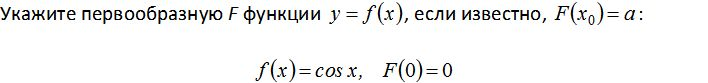 Укажите первообразную F функции y = f(x), если известно, F(x₀) = a :
f(x) = cos x, F(0) = 0